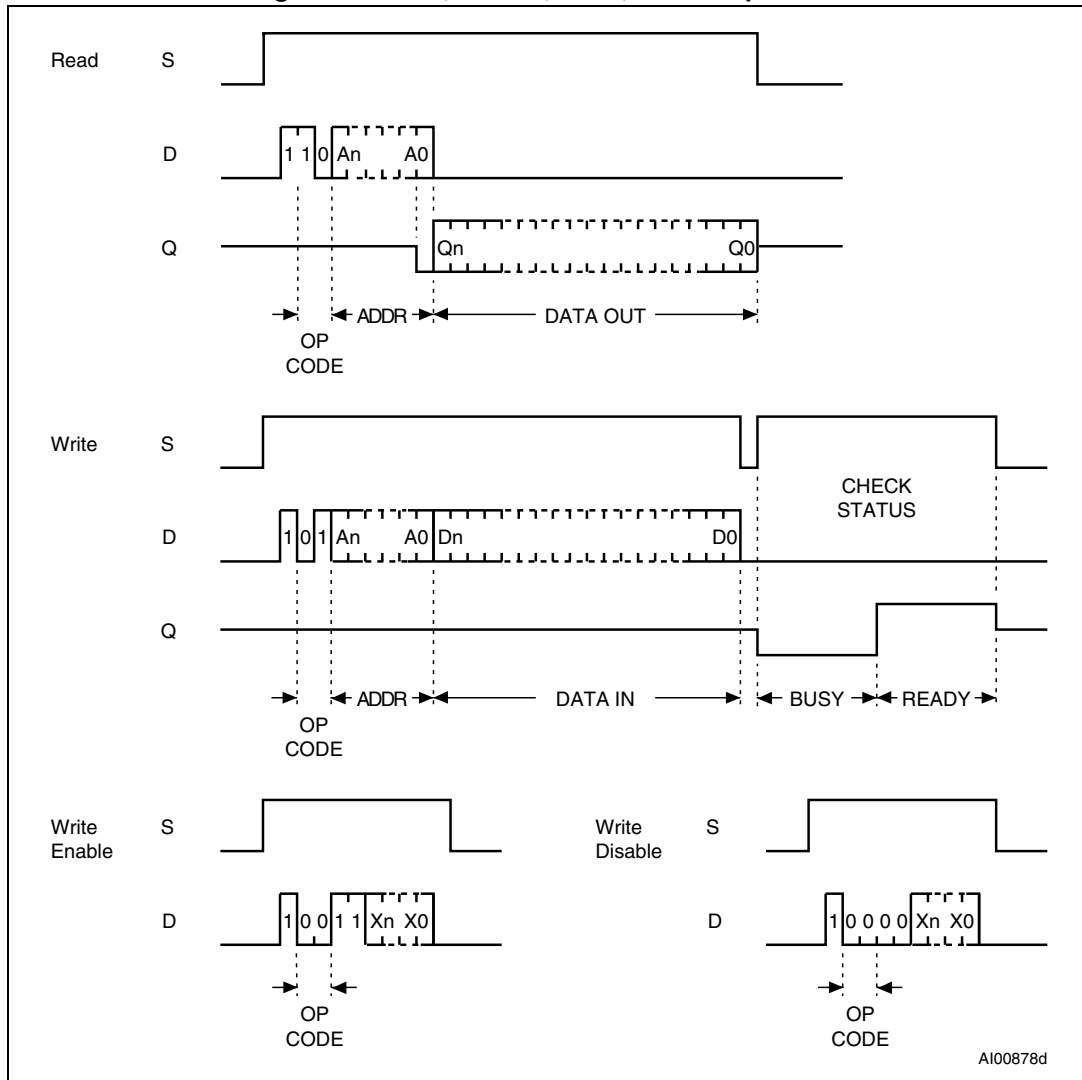 Read S
D 1 1 0 An A0
Q Qn Q0
ADDR DATA OUT
OP
CODE
Write S
CHECK
STATUS
D 1 0 1 An A0 Dn D0
Q
ADDR DATA IN BUSY READY
OP
CODE
Write S Write S
Enable Disable
D 1 0 0 1 1 Xn X0 D 1 0 0 0 0 Xn X0
OP OP
CODE CODE
AI00878d